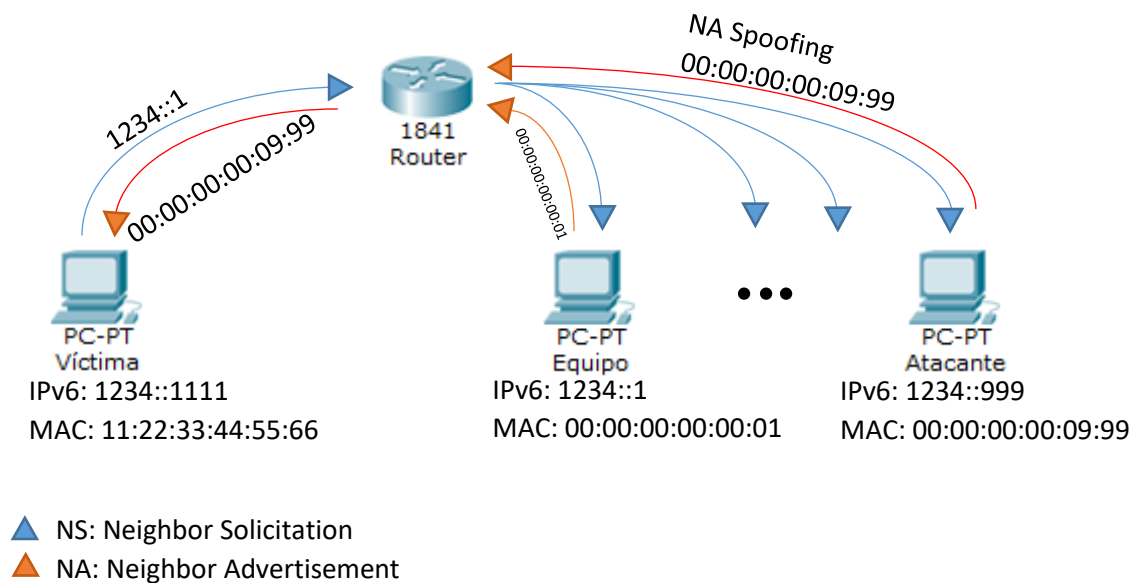 NA Spoofing
00:00:00:00:09:99
1234::1
00:00:00:00:09:99
1841
Router
00:00:00:00:00:01
PC-PT
Víctima
IPv6: 1234::1111
MAC: 11:22:33:44:55:66
•••
PC-PT
Equipo
IPv6: 1234::1
MAC: 00:00:00:00:00:01
PC-PT
Atacante
IPv6: 1234::999
MAC: 00:00:00:00:09:99
NS: Neighbor Solicitation
NA: Neighbor Advertisement